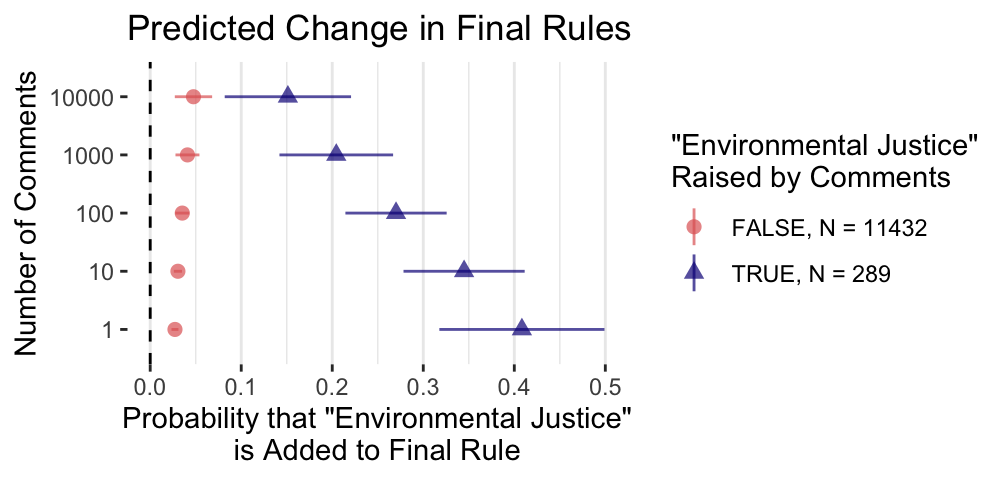 Predicted Change in Final Rules
Number of Comments
10000
1000
100
10
1
0.0 0.1 0.2 0.3 0.4 0.5
Probability that "Environmental Justice"
is Added to Final Rule
"Environmental Justice"
Raised by Comments
FALSE, N = 11432
TRUE, N = 289